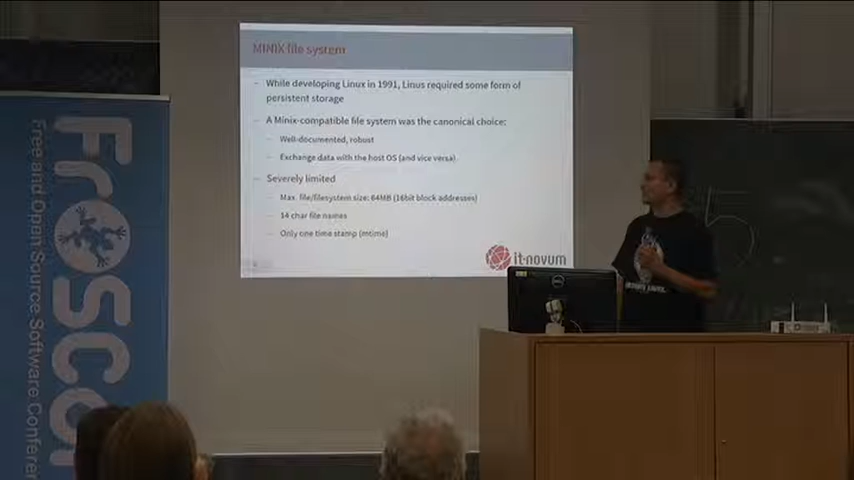 MINIX file system
– While developing Linux in 1991, Linus required some form of
persistent storage
– A Minix-compatible file system was the canonical choice:
– Well-documented, robust
– Exchange data with the host OS (and vice versa)
– Severely limited
– Max. file/filesystem size: 64MB (16bit block addresses)
– 14 char file names
– Only one time stamp (mtime)
it-novum
FrOSCo
Free and Open Source Software Conferen
DELL